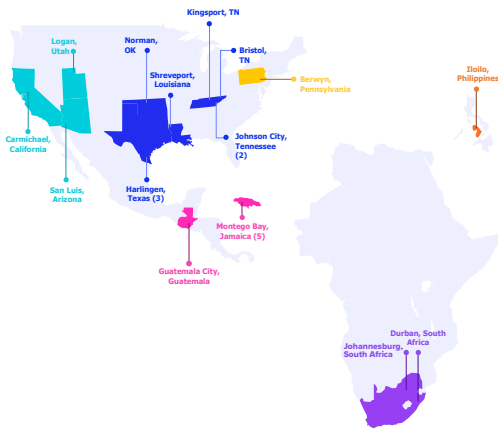 Kingsport, TN
Logan,
Utah
Norman,
OK
Bristol,
TN
Shreveport,
Louisiana
Berwyn,
Pennsylvania
Iloilo,
Philippines
Carmichael,
California
Johnson City,
Tennessee
(2)
San Luis,
Arizona
Harlingen,
Texas (3)
Montego Bay,
Jamaica (5)
Guatemala City,
Guatemala
Durban, South
Africa
Johannesburg,
South Africa